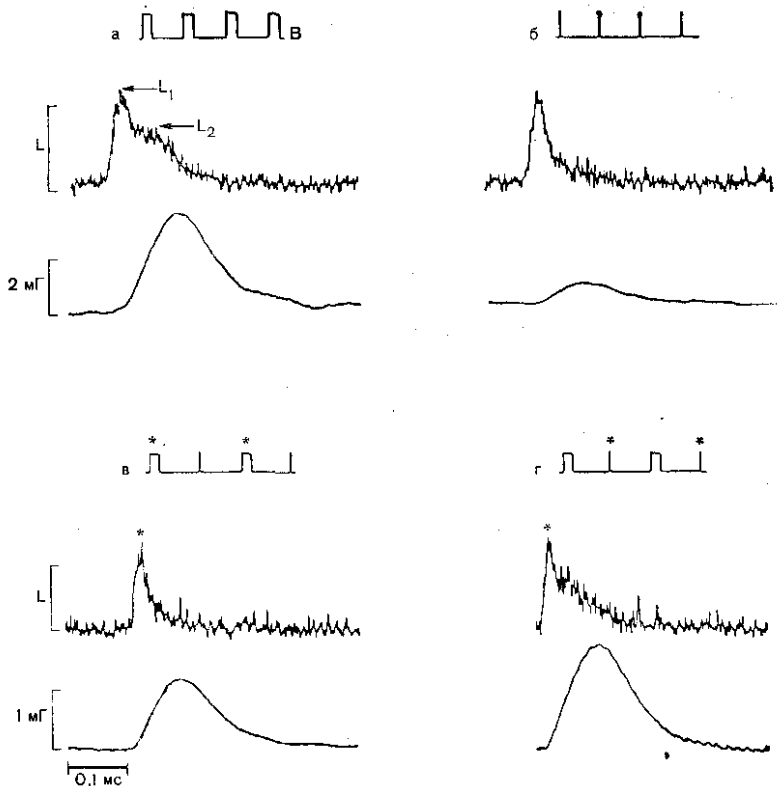 а В б
L₁
L₂
L
2 мГ
* * *  *
в г
* *
L
1 мГ
0,1 мс